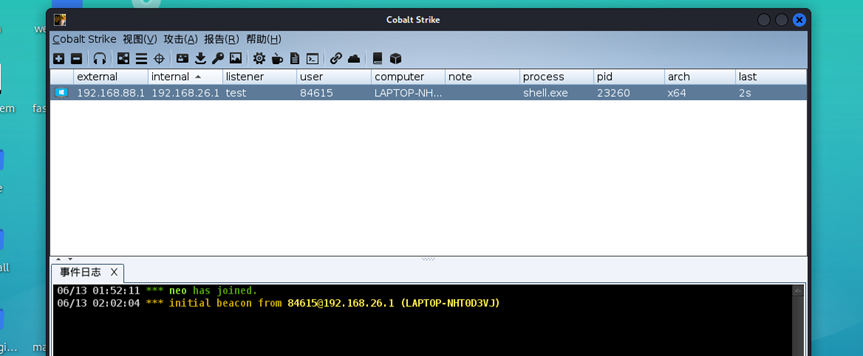 Cobalt Strike
we
Cobalt Strike 视图(V) 攻击(A) 报告(R) 帮助(H)
external internal listener user computer note process pid arch last
192.168.88.1 192.168.26.1 test 84615 LAPTOP-NH... shell.exe 23260 x64 2s
em fas
e
all
事件日志 X
06/13 01:52:11 *** neo has joined.
06/13 02:02:04 *** initial beacon from 84615@192.168.26.1 (LAPTOP-NHT0D3VJ)
gi... ma